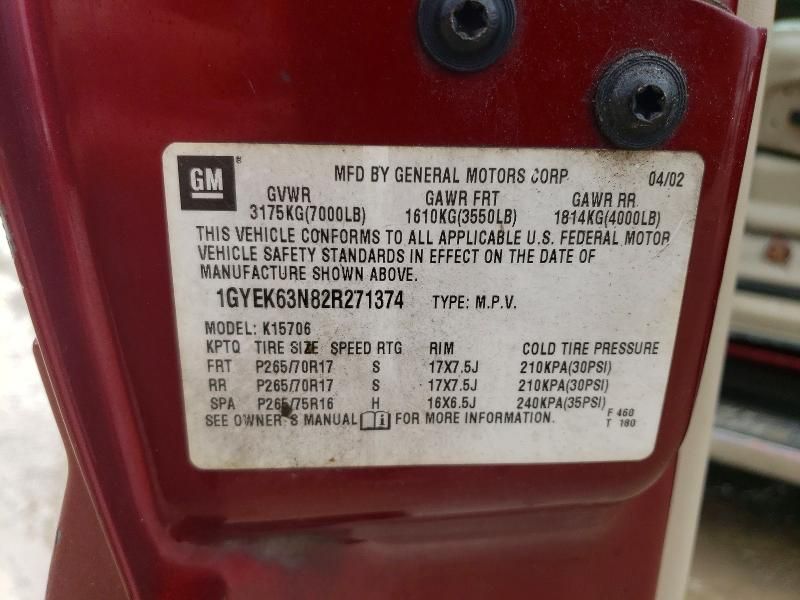 GM ® MFD BY GENERAL MOTORS CORP 04/02
GVWR GAWR FRT GAWR RR
3175KG(7000LB) 1610KG(3550LB) 1814KG(4000LB)
THIS VEHICLE CONFORMS TO ALL APPLICABLE U.S. FEDERAL MOTOR
VEHICLE SAFETY STANDARDS IN EFFECT ON THE DATE OF
MANUFACTURE SHOWN ABOVE.
1GYEK63N82R271374 TYPE: M.P.V.
MODEL: K15706
KPTQ TIRE SIZE SPEED RTG RIM COLD TIRE PRESSURE
FRT P265/70R17 S 17X7.5J 210KPA(30PSI)
RR P265/70R17 S 17X7.5J 210KPA(30PSI)
SPA P265/75R16 H 16X6.5J 240KPA(35PSI)
SEE OWNER'S MANUAL i FOR MORE INFORMATION. F 460
T 180